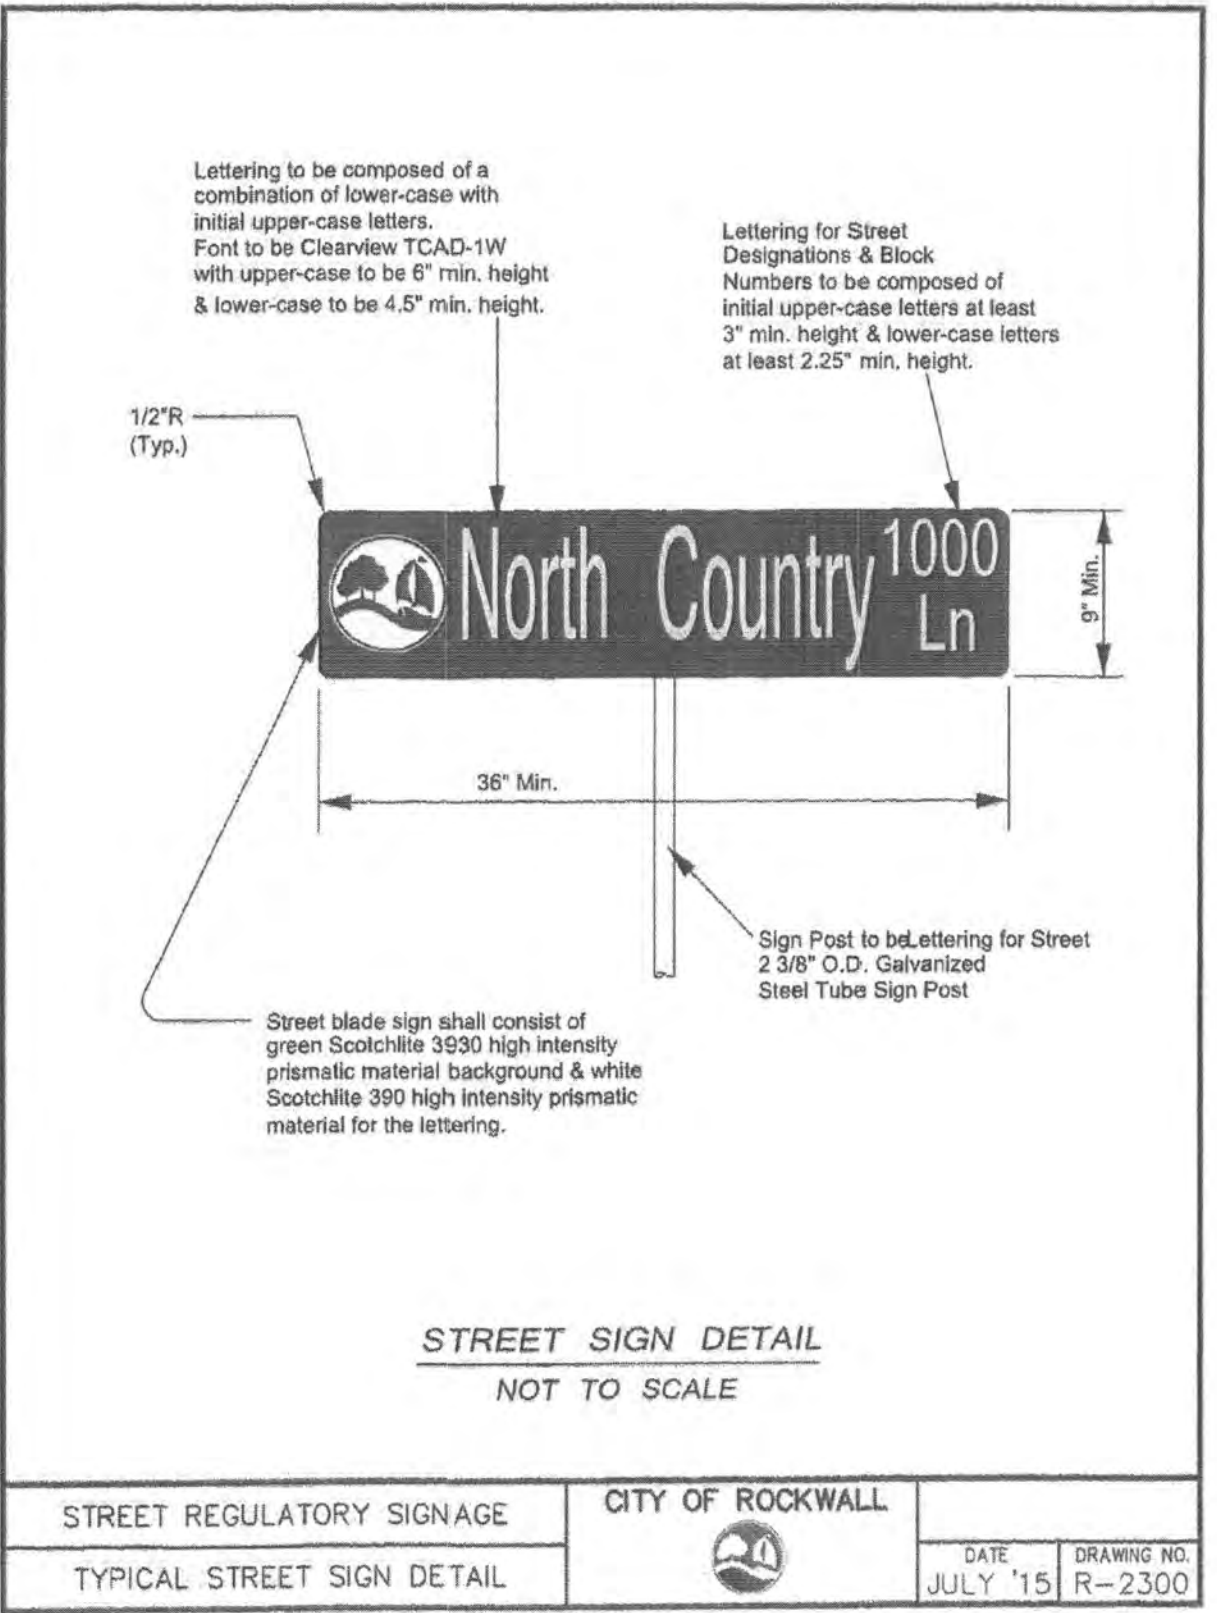 Lettering to be composed of a
combination of lower-case with
initial upper-case letters.
Font to be Clearview TCAD-1W
with upper-case to be 6" min. height
& lower-case to be 4.5" min. height.
Lettering for Street
Designations & Block
Numbers to be composed of
initial upper-case letters at least
3" min. height & lower-case letters
at least 2.25" min. height.
1/2"R
(Typ.)
North Country
1000
Ln
9" Min.
36" Min.
Sign Post to beLettering for Street
2 3/8" O.D. Galvanized
Steel Tube Sign Post
Street blade sign shall consist of
green Scotchlite 3930 high intensity
prismatic material background & white
Scotchlite 390 high intensity prismatic
material for the lettering.
STREET SIGN DETAIL
NOT TO SCALE
STREET REGULATORY SIGNAGE
TYPICAL STREET SIGN DETAIL
CITY OF ROCKWALL
DATE
JULY '15
DRAWING NO.
R-2300